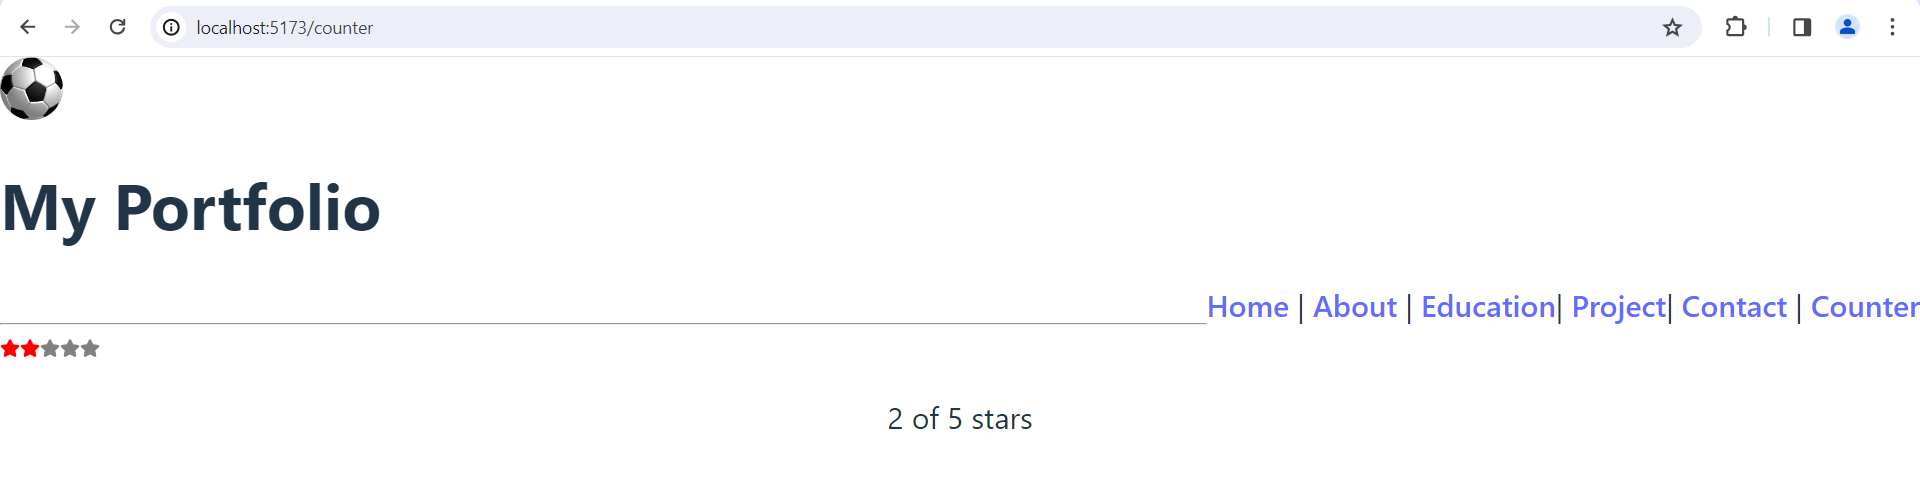 localhost:5173/counter
My Portfolio
Home | About | Education| Project| Contact | Counter
2 of 5 stars